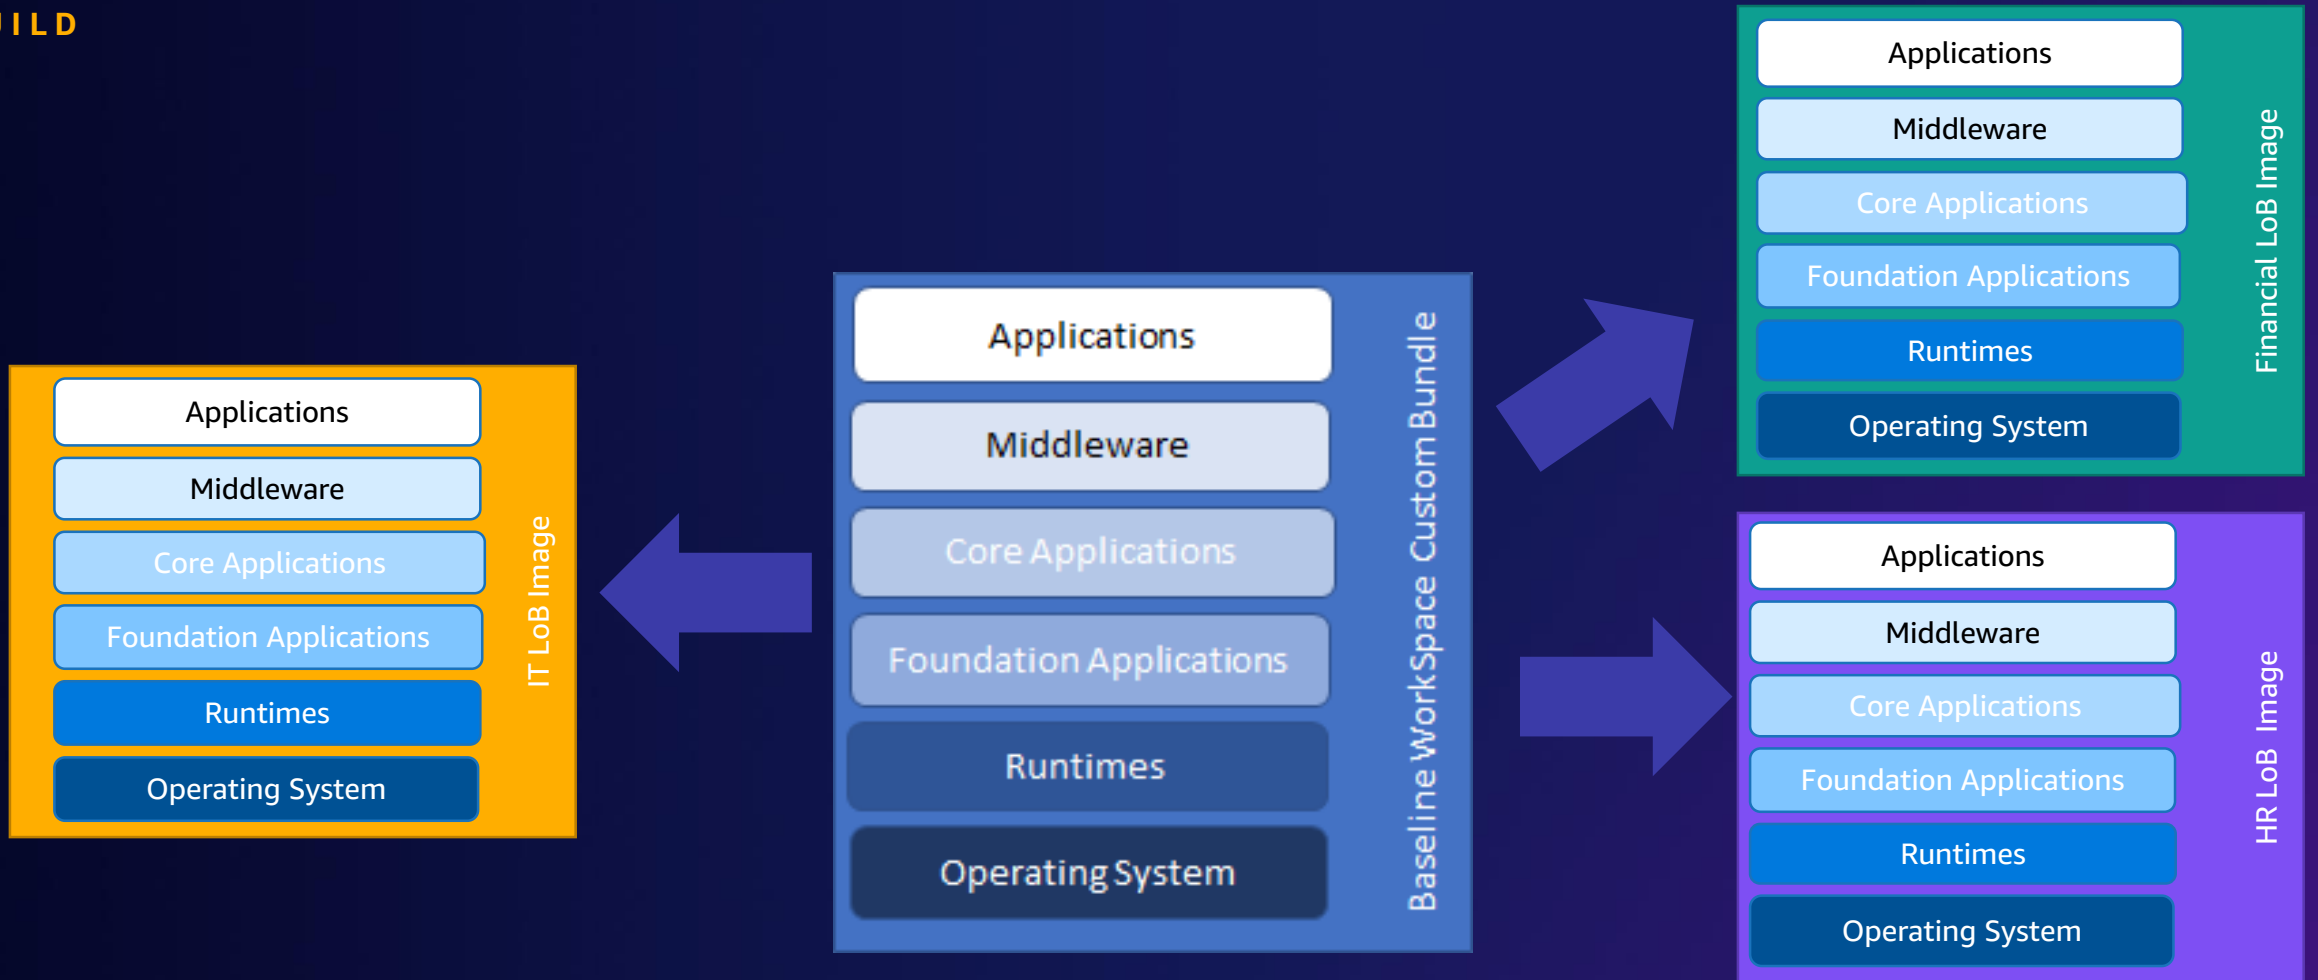 UILD
Applications
Middleware
Core Applications
Foundation Applications
Runtimes
Operating System
IT LoB Image
Applications
Middleware
Core Applications
Foundation Applications
Runtimes
Operating System
Baseline WorkSpace Custom Bundle
Applications
Middleware
Core Applications
Foundation Applications
Runtimes
Operating System
Financial LoB Image
Applications
Middleware
Core Applications
Foundation Applications
Runtimes
Operating System
HR LoB Image